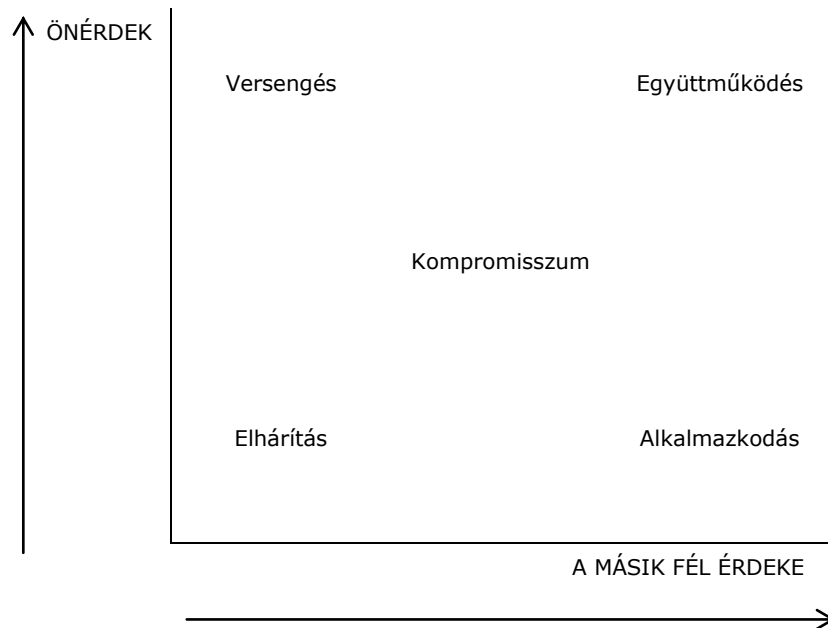 ÖNÉRDEK
Versengés
Együttműködés
Kompromisszum
Elhárítás
Alkalmazkodás
A MÁSIK FÉL ÉRDEKE